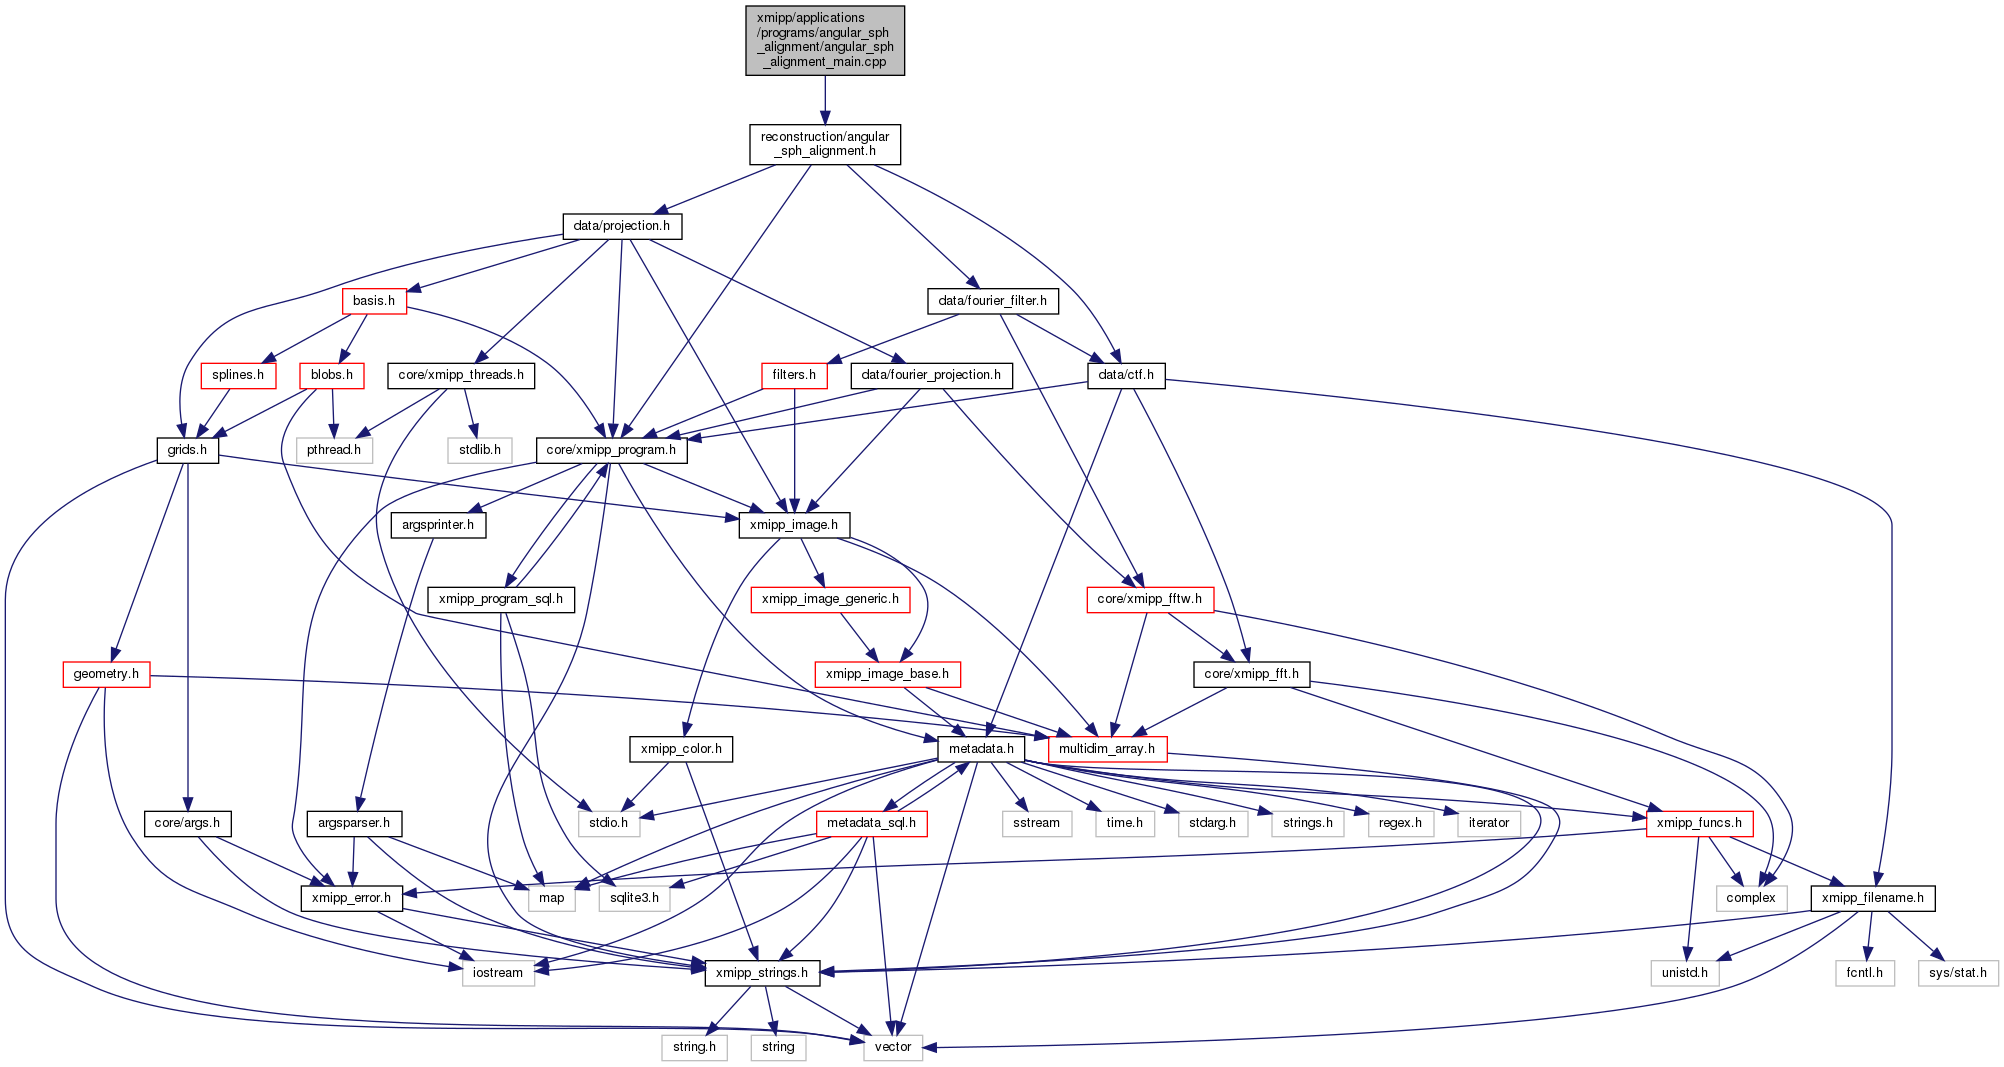 xmipp/applications
/programs/angular_sph
_alignment/angular_sph
_alignment_main.cpp
reconstruction/angular
_sph_alignment.h
data/projection.h
basis.h
data/fourier_filter.h
splines.h
blobs.h
core/xmipp_threads.h
filters.h
data/fourier_projection.h
data/ctf.h
grids.h
pthread.h
stdlib.h
core/xmipp_program.h
argsprinter.h
xmipp_image.h
xmipp_program_sql.h
xmipp_image_generic.h
core/xmipp_fftw.h
geometry.h
xmipp_image_base.h
core/xmipp_fft.h
xmipp_color.h
metadata.h
multidim_array.h
core/args.h
argsparser.h
stdio.h
metadata_sql.h
sstream
time.h
stdarg.h
strings.h
regex.h
iterator
xmipp_funcs.h
xmipp_error.h
map
sqlite3.h
complex
xmipp_filename.h
iostream
xmipp_strings.h
unistd.h
fcntl.h
sys/stat.h
string.h
string
vector